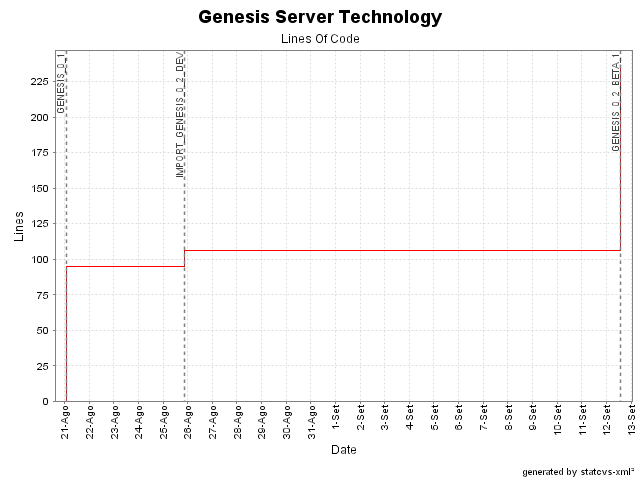 Genesis Server Technology
Lines Of Code
GENESIS_0_1
IMPORT_GENESIS_0_2_DEV
GENESIS_0_2_BETA_1
Lines
225
200
175
150
125
100
75
50
25
0
21-Ago
22-Ago
23-Ago
24-Ago
25-Ago
26-Ago
27-Ago
28-Ago
29-Ago
30-Ago
31-Ago
1-Set
2-Set
3-Set
4-Set
5-Set
6-Set
7-Set
8-Set
9-Set
10-Set
11-Set
12-Set
13-Set
Date
generated by statcvs-xml²